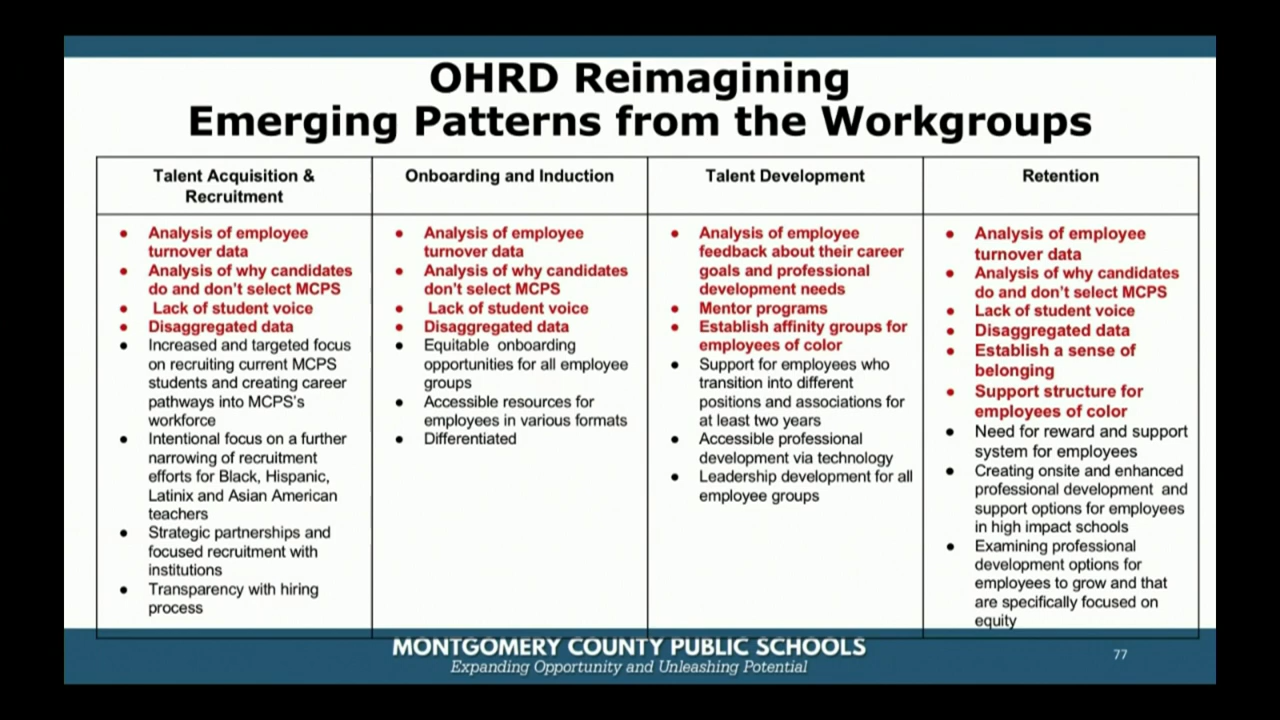 OHRD Reimagining
Emerging Patterns from the Workgroups
Talent Acquisition &
Recruitment
● Analysis of employee
turnover data
● Analysis of why candidates
do and don't select MCPS
● Lack of student voice
● Disaggregated data
● Increased and targeted focus
on recruiting current MCPS
students and creating career
pathways into MCPS's
workforce
● Intentional focus on a further
narrowing of recruitment
efforts for Black, Hispanic,
Latinix and Asian American
teachers
● Strategic partnerships and
focused recruitment with
institutions
● Transparency with hiring
process
Onboarding and Induction
● Analysis of employee
turnover data
● Analysis of why candidates
don't select MCPS
● Lack of student voice
● Disaggregated data
● Equitable onboarding
opportunities for all employee
groups
● Accessible resources for
employees in various formats
● Differentiated
Talent Development
● Analysis of employee
feedback about their career
goals and professional
development needs
● Mentor programs
● Establish affinity groups for
employees of color
● Support for employees who
transition into different
positions and associations for
at least two years
● Accessible professional
development via technology
● Leadership development for all
employee groups
Retention
● Analysis of employee
turnover data
● Analysis of why candidates
do and don't select MCPS
● Lack of student voice
● Disaggregated data
● Establish a sense of
belonging
● Support structure for
employees of color
● Need for reward and support
system for employees
● Creating onsite and enhanced
professional development and
support options for employees
in high impact schools
● Examining professional
development options for
employees to grow and that
are specifically focused on
equity
MONTGOMERY COUNTY PUBLIC SCHOOLS
Expanding Opportunity and Unleashing Potential
77